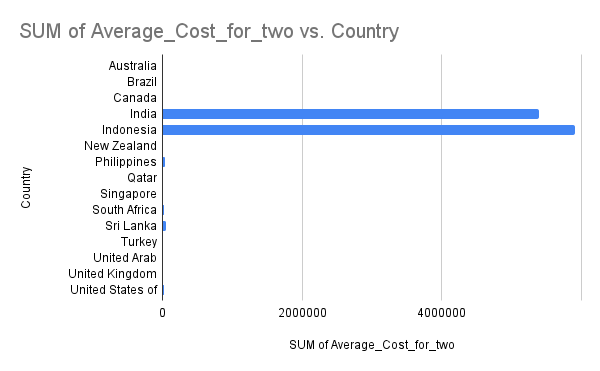 SUM of Average_Cost_for_two vs. Country
Country
Australia
Brazil
Canada
India
Indonesia
New Zealand
Philippines
Qatar
Singapore
South Africa
Sri Lanka
Turkey
United Arab
United Kingdom
United States of
0 2000000 4000000
SUM of Average_Cost_for_two